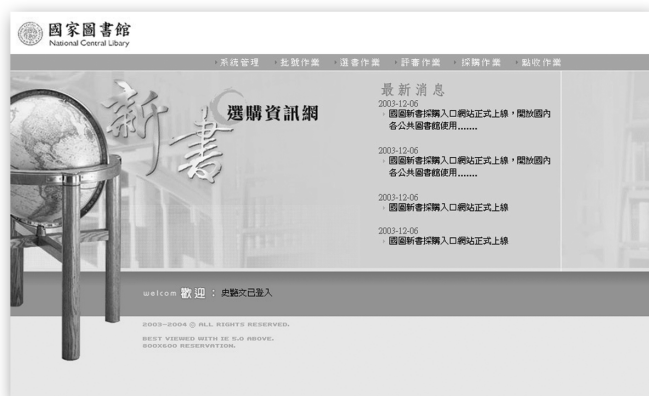 國家圖書館
National Central Library
系統管理 批號作業 選書作業 評審作業 採購作業 點收作業
新書
選購資訊網
最新消息
2003-12-06
國圖新書採購入口網站正式上線，開放國內
各公共圖書館使用.......
2003-12-06
國圖新書採購入口網站正式上線，開放國內
各公共圖書館使用.......
2003-12-06
國圖新書採購入口網站正式上線
2003-12-06
國圖新書採購入口網站正式上線
welcom 歡迎： 史豔文已登入
2003-2004 © ALL RIGHTS RESERVED.
BEST VIEWED WITH IE 5.0 ABOVE.
800X600 RESERVATION.